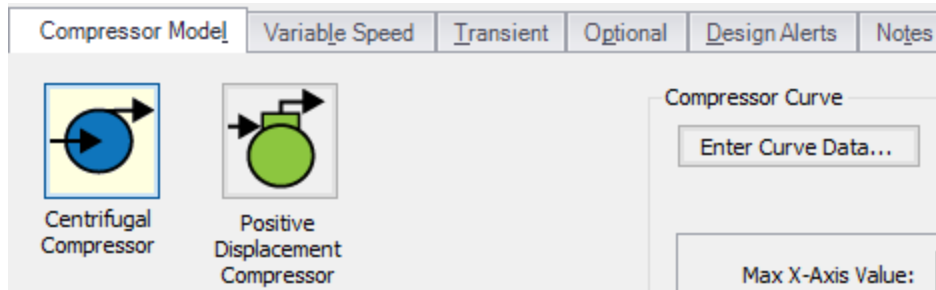 Compressor Model Variable Speed Transient Optional Design Alerts Notes
Compressor Curve
Enter Curve Data...
Centrifugal
Compressor
Positive
Displacement
Compressor
Max X-Axis Value: